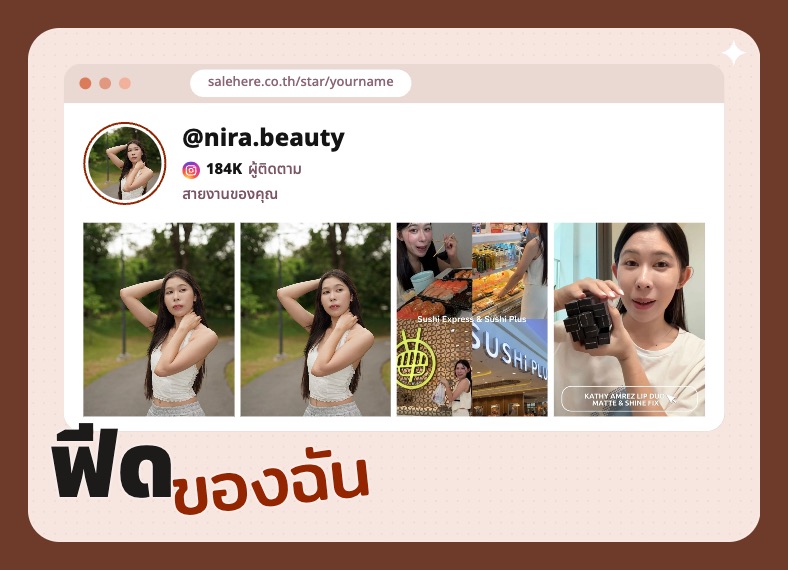 salehere.co.th/star/yourname
@nira.beauty
184K ผู้ติดตาม
สายงานของคุณ
Sushi Express & Sushi Plus
SUSHi PLU
KATHY AMREZ LIP DUO
MATTE & SHINE FIX
ฟีด
ของฉัน